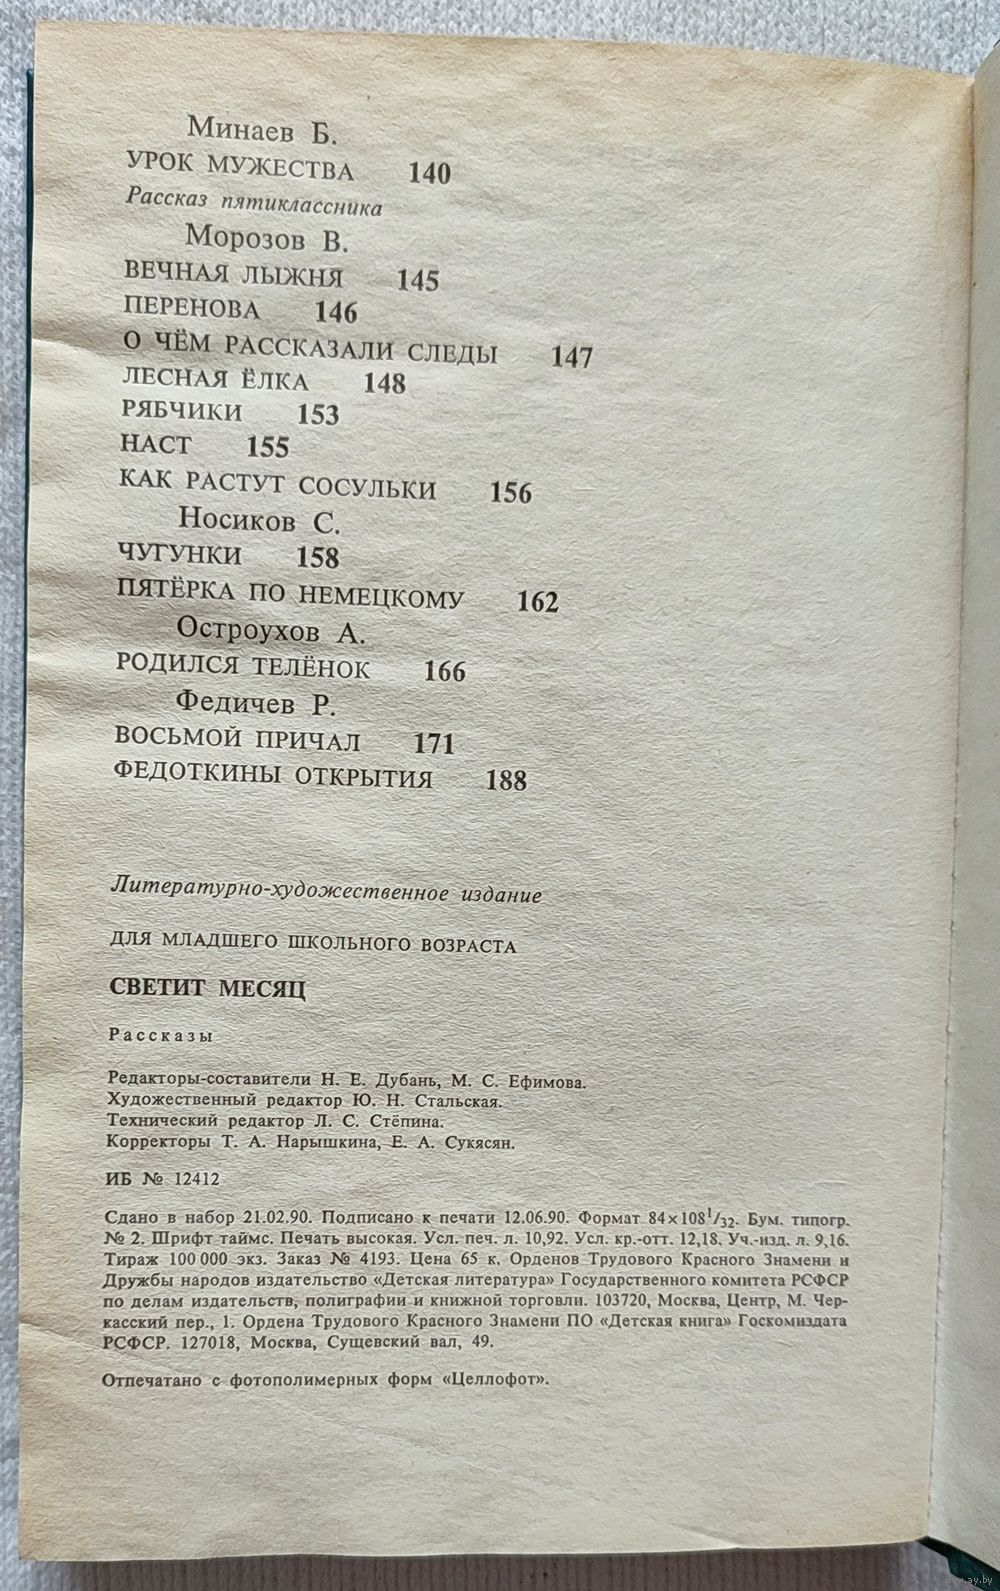 Минаев Б.
УРОК МУЖЕСТВА 140
Рассказ пятиклассника
Морозов В.
ВЕЧНАЯ ЛЫЖНЯ 145
ПЕРЕНОВА 146
О ЧЁМ РАССКАЗАЛИ СЛЕДЫ 147
ЛЕСНАЯ ЁЛКА 148
РЯБЧИКИ 153
НАСТ 155
КАК РАСТУТ СОСУЛЬКИ 156
Носиков С.
ЧУГУНКИ 158
ПЯТЁРКА ПО НЕМЕЦКОМУ 162
Остроухов А.
РОДИЛСЯ ТЕЛЁНОК 166
Федичев Р.
ВОСЬМОЙ ПРИЧАЛ 171
ФЕДОТКИНЫ ОТКРЫТИЯ 188
Литературно-художественное издание
ДЛЯ МЛАДШЕГО ШКОЛЬНОГО ВОЗРАСТА
СВЕТИТ МЕСЯЦ
Рассказы
Редакторы-составители Н. Е. Дубань, М. С. Ефимова.
Художественный редактор Ю. Н. Стальская.
Технический редактор Л. С. Стёпина.
Корректоры Т. А. Нарышкина, Е. А. Сукясян.
ИБ № 12412
Сдано в набор 21.02.90. Подписано к печати 12.06.90. Формат 84×108¹/₃₂. Бум. типогр.
№ 2. Шрифт таймс. Печать высокая. Усл. печ. л. 10,92. Усл. кр.-отт. 12,18. Уч.-изд. л. 9,16.
Тираж 100 000 экз. Заказ № 4193. Цена 65 к. Орденов Трудового Красного Знамени и
Дружбы народов издательство «Детская литература» Государственного комитета РСФСР
по делам издательств, полиграфии и книжной торговли. 103720, Москва, Центр, М. Чер-
касский пер., 1. Ордена Трудового Красного Знамени ПО «Детская книга» Госкомиздата
РСФСР. 127018, Москва, Сущевский вал, 49.
Отпечатано с фотополимерных форм «Целлофот».
www.ay.by